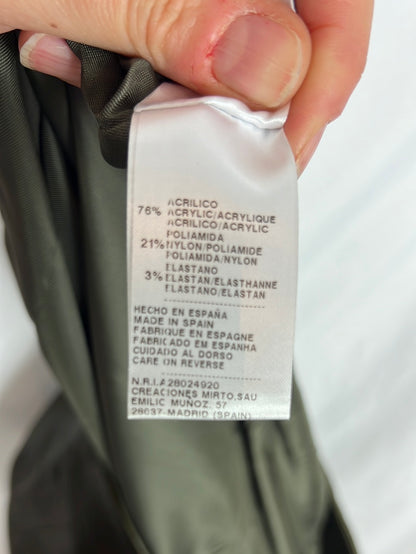 ACRILICO
76% ACRYLIC/ACRYLIQUE
ACRILICO/ACRYLIC
POLIAMIDA
21% NYLON/POLIAMIDE
POLIAMIDA/NYLON
ELASTANO
3% ELASTAN/ELASTHANNE
ELASTANO/ELASTAN
HECHO EN ESPAÑA
MADE IN SPAIN
FABRIQUE EN ESPAGNE
FABRICADO EM ESPANHA
CUIDADO AL DORSO
CARE ON REVERSE
N.R.I.A28024920
CREACIONES MIRTO,SAU
EMILIO MUÑOZ, 57
28037-MADRID (SPAIN)